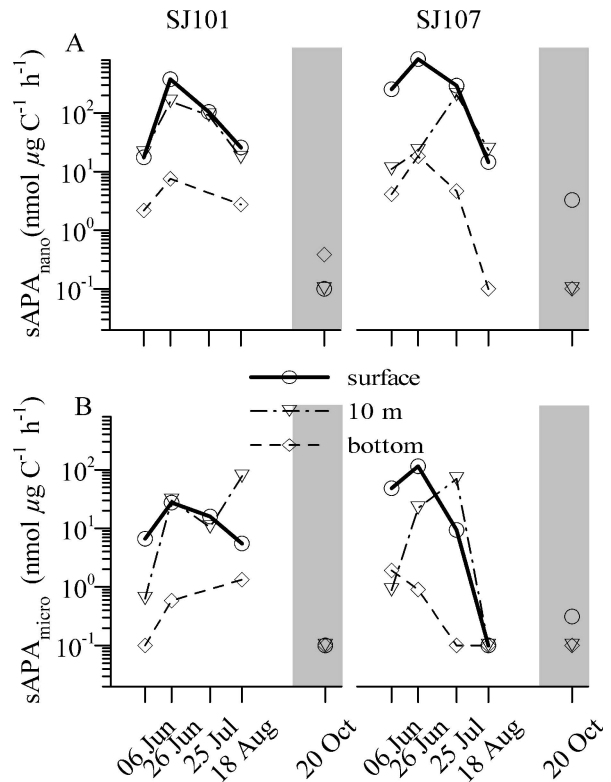 SJ101 SJ107
A
sAPA_nano (nmol µg C⁻¹ h⁻¹)
10²
10¹
10⁰
10⁻¹
surface
10 m
bottom
B
sAPA_micro (nmol µg C⁻¹ h⁻¹)
10²
10¹
10⁰
10⁻¹
06 Jun 26 Jun 25 Jul 18 Aug 20 Oct 06 Jun 26 Jun 25 Jul 18 Aug 20 Oct